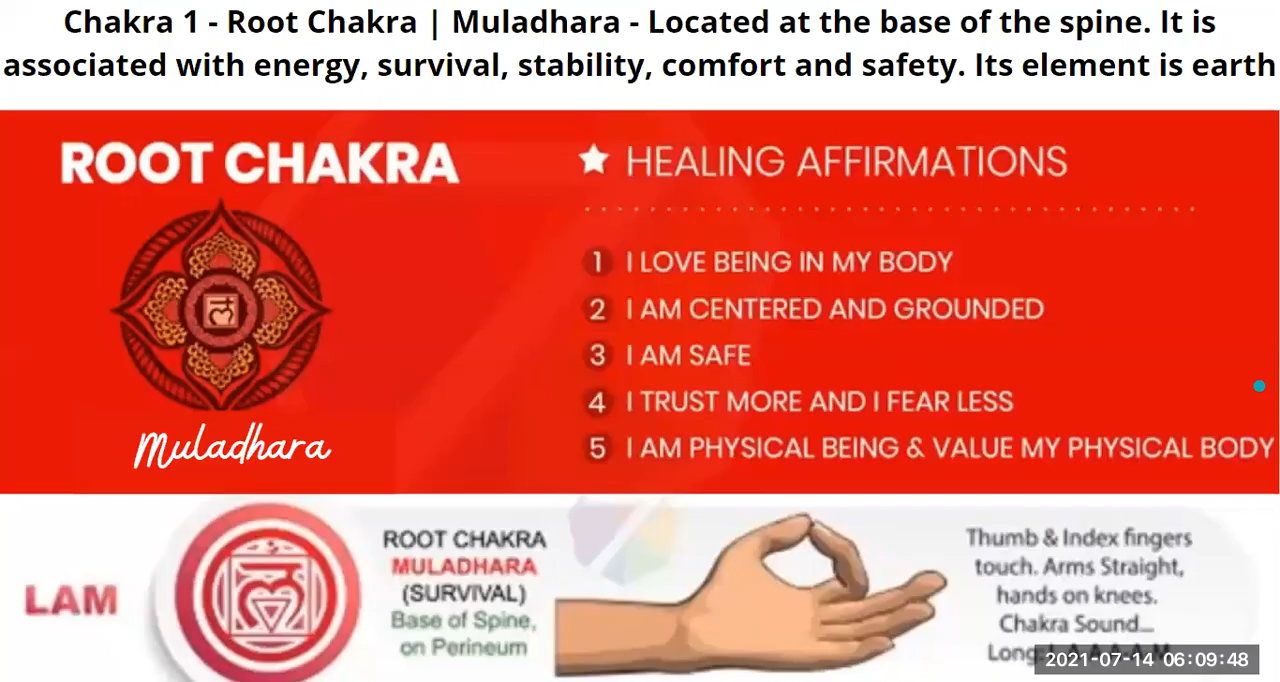 Chakra 1 - Root Chakra | Muladhara - Located at the base of the spine. It is
associated with energy, survival, stability, comfort and safety. Its element is earth
ROOT CHAKRA
Muladhara
★ HEALING AFFIRMATIONS
1 I LOVE BEING IN MY BODY
2 I AM CENTERED AND GROUNDED
3 I AM SAFE
4 I TRUST MORE AND I FEAR LESS
5 I AM PHYSICAL BEING & VALUE MY PHYSICAL BODY
LAM
ROOT CHAKRA
MULADHARA
(SURVIVAL)
Base of Spine,
on Perineum
Thumb & Index fingers
touch. Arms Straight,
hands on knees.
Chakra Sound...
Long
2021-07-14 06:09:48